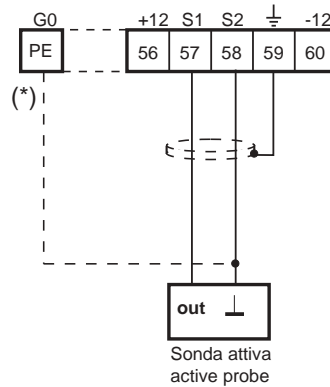 G0 +12 S1 S2 -12
PE 56 57 58 59 60
(*)
out
Sonda attiva
active probe